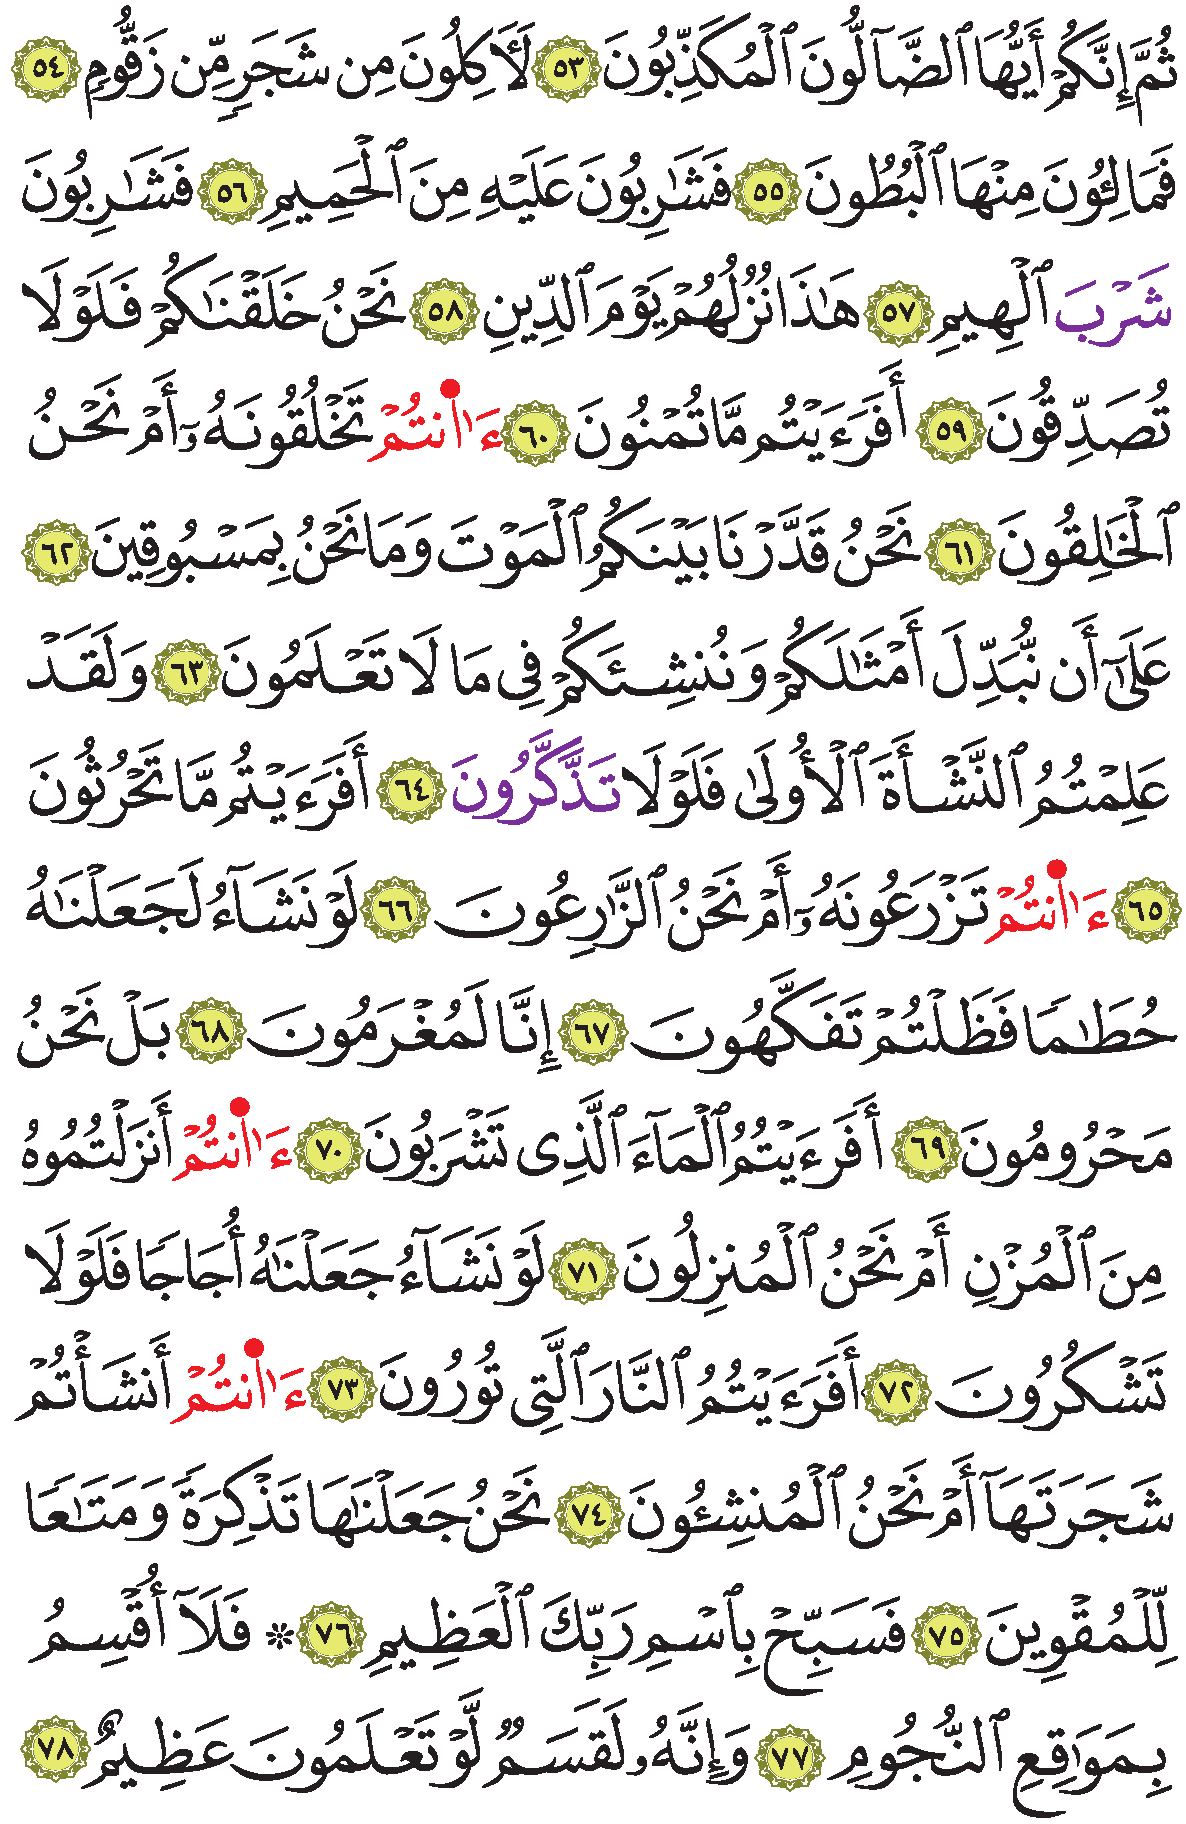 ثُمَّ إِنَّكُمْ أَيُّهَا ٱلضَّآلُّونَ ٱلْمُكَذِّبُونَ ٥٣ لَأٓكِلُونَ مِن شَجَرٍ مِّن زَقُّومٍ ٥٤
فَمَالِـُٔونَ مِنْهَا ٱلْبُطُونَ ٥٥ فَشَٰرِبُونَ عَلَيْهِ مِنَ ٱلْحَمِيمِ ٥٦ فَشَٰرِبُونَ
شَرْبَ ٱلْهِيمِ ٥٧ هَٰذَا نُزُلُهُمْ يَوْمَ ٱلدِّينِ ٥٨ نَحْنُ خَلَقْنَٰكُمْ فَلَوْلَا
تُصَدِّقُونَ ٥٩ أَفَرَءَيْتُم مَّا تُمْنُونَ ٦٠ ءَا۬نتُمْ تَخْلُقُونَهُۥٓ أَمْ نَحْنُ
ٱلْخَٰلِقُونَ ٦١ نَحْنُ قَدَّرْنَا بَيْنَكُمُ ٱلْمَوْتَ وَمَا نَحْنُ بِمَسْبُوقِينَ ٦٢
عَلَىٰٓ أَن نُّبَدِّلَ أَمْثَٰلَكُمْ وَنُنشِئَكُمْ فِى مَا لَا تَعْلَمُونَ ٦٣ وَلَقَدْ
عَلِمْتُمُ ٱلنَّشْأَةَ ٱلْأُولَىٰ فَلَوْلَا تَذَّكَّرُونَ ٦٤ أَفَرَءَيْتُم مَّا تَحْرُثُونَ
٦٥ ءَا۬نتُمْ تَزْرَعُونَهُۥٓ أَمْ نَحْنُ ٱلزَّٰرِعُونَ ٦٦ لَوْ نَشَآءُ لَجَعَلْنَٰهُ
حُطَٰمًا فَظَلْتُمْ تَفَكَّهُونَ ٦٧ إِنَّا لَمُغْرَمُونَ ٦٨ بَلْ نَحْنُ
مَحْرُومُونَ ٦٩ أَفَرَءَيْتُمُ ٱلْمَآءَ ٱلَّذِى تَشْرَبُونَ ٧٠ ءَا۬نتُمْ أَنزَلْتُمُوهُ
مِنَ ٱلْمُزْنِ أَمْ نَحْنُ ٱلْمُنزِلُونَ ٧١ لَوْ نَشَآءُ جَعَلْنَٰهُ أُجَاجًا فَلَوْلَا
تَشْكُرُونَ ٧٢ أَفَرَءَيْتُمُ ٱلنَّارَ ٱلَّتِى تُورُونَ ٧٣ ءَا۬نتُمْ أَنشَأْتُمْ
شَجَرَتَهَآ أَمْ نَحْنُ ٱلْمُنشِـُٔونَ ٧٤ نَحْنُ جَعَلْنَٰهَا تَذْكِرَةً وَمَتَٰعًا
لِّلْمُقْوِينَ ٧٥ فَسَبِّحْ بِٱسْمِ رَبِّكَ ٱلْعَظِيمِ ٧٦ ۞ فَلَآ أُقْسِمُ
بِمَوَٰقِعِ ٱلنُّجُومِ ٧٧ وَإِنَّهُۥ لَقَسَمٌ لَّوْ تَعْلَمُونَ عَظِيمٌ ٧٨